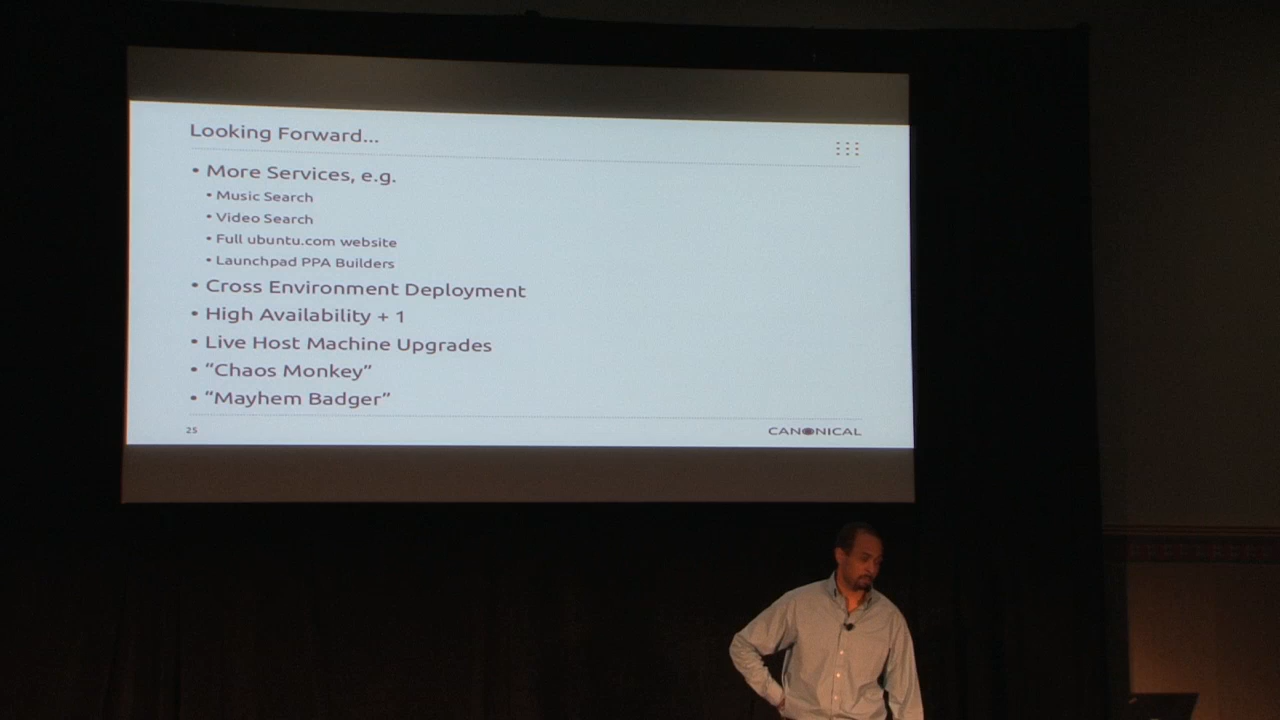 Looking Forward...
• More Services, e.g.
• Music Search
• Video Search
• Full ubuntu.com website
• Launchpad PPA Builders
• Cross Environment Deployment
• High Availability + 1
• Live Host Machine Upgrades
• “Chaos Monkey”
• “Mayhem Badger”
25
CANONICAL